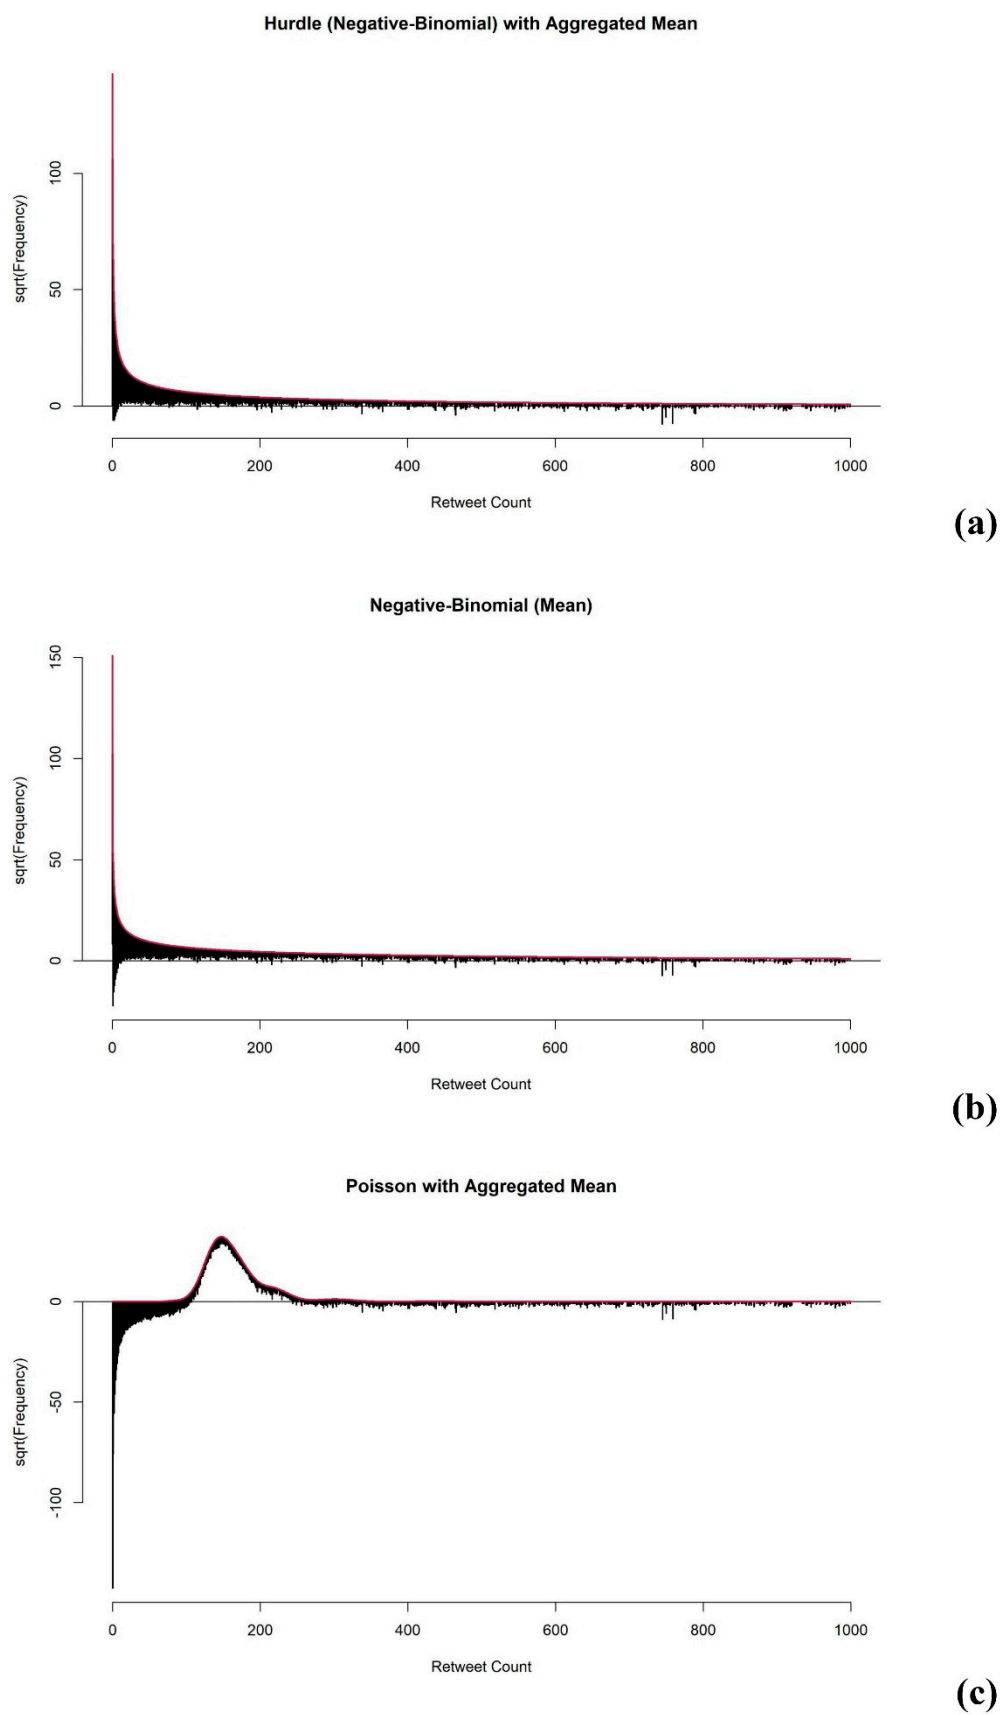 Hurdle (Negative-Binomial) with Aggregated Mean
sqrt(Frequency)
100
50
0
0 200 400 600 800 1000
Retweet Count
(a)
Negative-Binomial (Mean)
sqrt(Frequency)
150
100
50
0
0 200 400 600 800 1000
Retweet Count
(b)
Poisson with Aggregated Mean
sqrt(Frequency)
0
-50
-100
0 200 400 600 800 1000
Retweet Count
(c)